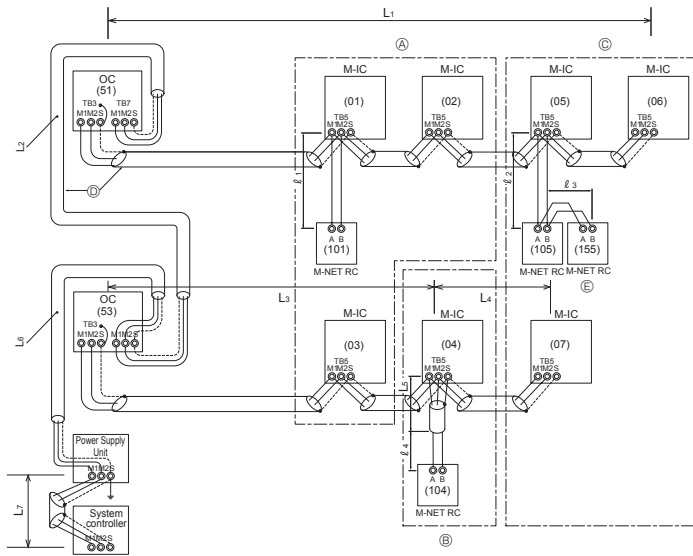 L1
A
C
M-IC
M-IC
M-IC
M-IC
OC
(51)
TB3
TB7
M1M2S
M1M2S
(01)
TB5
M1M2S
(02)
TB5
M1M2S
(05)
TB5
M1M2S
(06)
M1M2S
L2
D
ℓ1
ℓ2
ℓ3
A B
(101)
M-NET RC
A B
(105)
M-NET RC
A B
(155)
M-NET RC
E
L3
L4
OC
(53)
TB3
M1M2S
M1M2S
L6
M-IC
(03)
TB5
M1M2S
M-IC
(04)
TB5
M1M2S
M-IC
(07)
TB5
M1M2S
L5
ℓ4
A B
(104)
M-NET RC
B
Power Supply
Unit
M1M2S
L7
System
controller
M1M2S